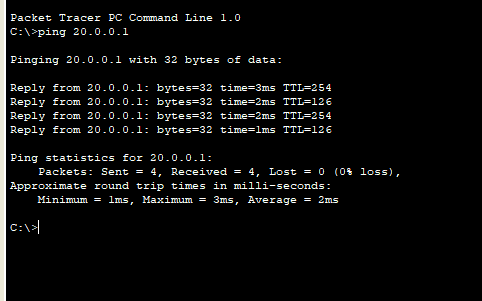 Packet Tracer PC Command Line 1.0
C:\>ping 20.0.0.1
Pinging 20.0.0.1 with 32 bytes of data:
Reply from 20.0.0.1: bytes=32 time=3ms TTL=254
Reply from 20.0.0.1: bytes=32 time=2ms TTL=126
Reply from 20.0.0.1: bytes=32 time=2ms TTL=254
Reply from 20.0.0.1: bytes=32 time=1ms TTL=126
Ping statistics for 20.0.0.1:
Packets: Sent = 4, Received = 4, Lost = 0 (0% loss),
Approximate round trip times in milli-seconds:
Minimum = 1ms, Maximum = 3ms, Average = 2ms
C:\>